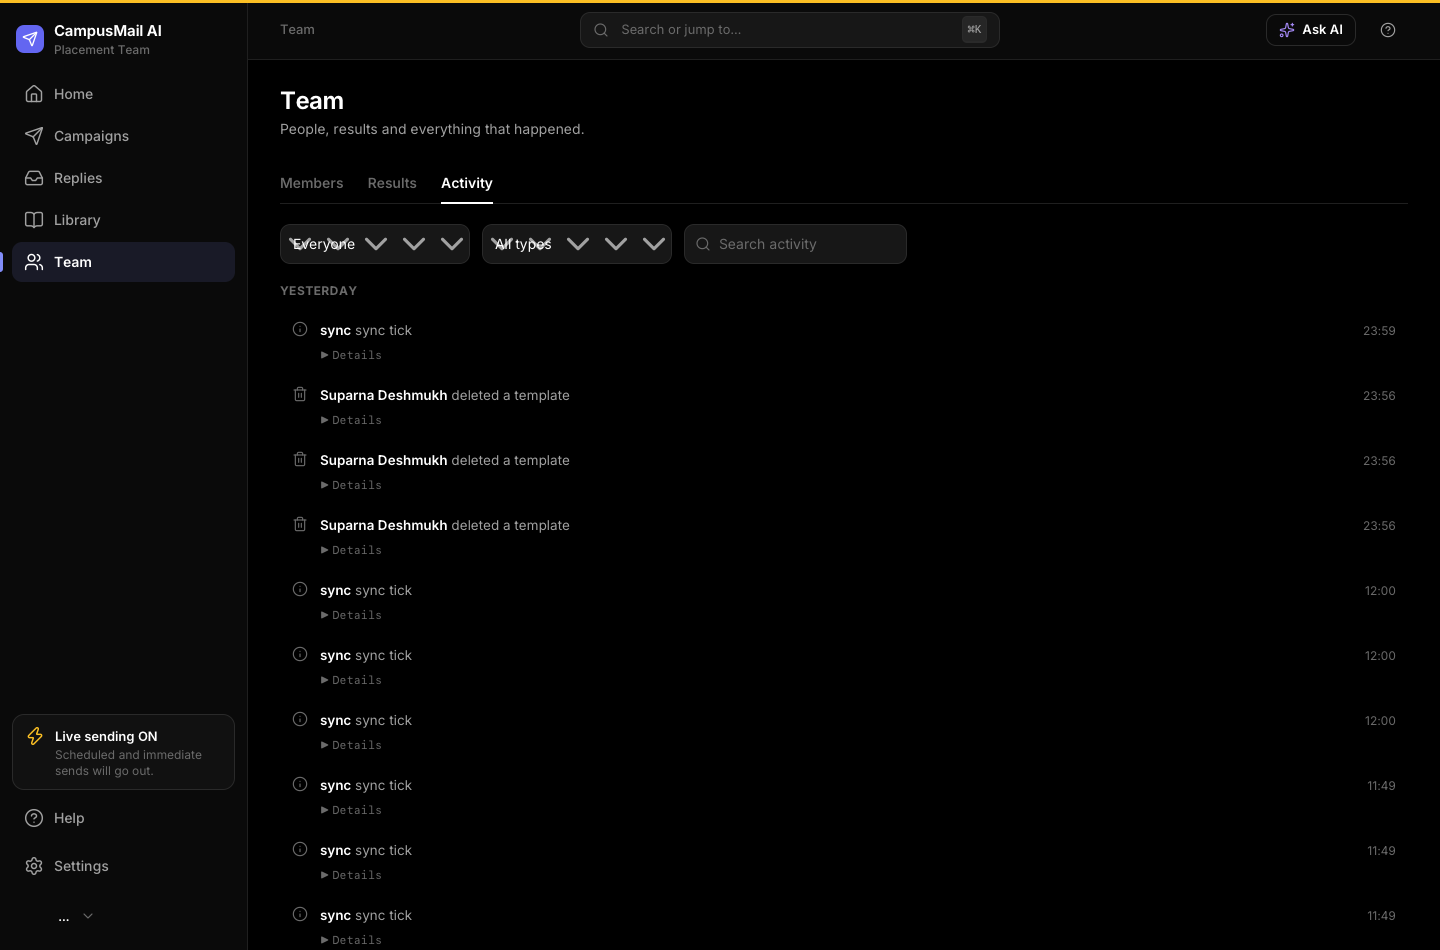 CampusMail AI
Placement Team
Home
Campaigns
Replies
Library
Team
Live sending ON
Scheduled and immediate
sends will go out.
Help
Settings
...
Team
Search or jump to...
⌘K
Ask AI
Team
People, results and everything that happened.
Members Results Activity
Everyone
All types
Search activity
YESTERDAY
sync sync tick 23:59
▶ Details
Suparna Deshmukh deleted a template 23:56
▶ Details
Suparna Deshmukh deleted a template 23:56
▶ Details
Suparna Deshmukh deleted a template 23:56
▶ Details
sync sync tick 12:00
▶ Details
sync sync tick 12:00
▶ Details
sync sync tick 12:00
▶ Details
sync sync tick 11:49
▶ Details
sync sync tick 11:49
▶ Details
sync sync tick 11:49
▶ Details